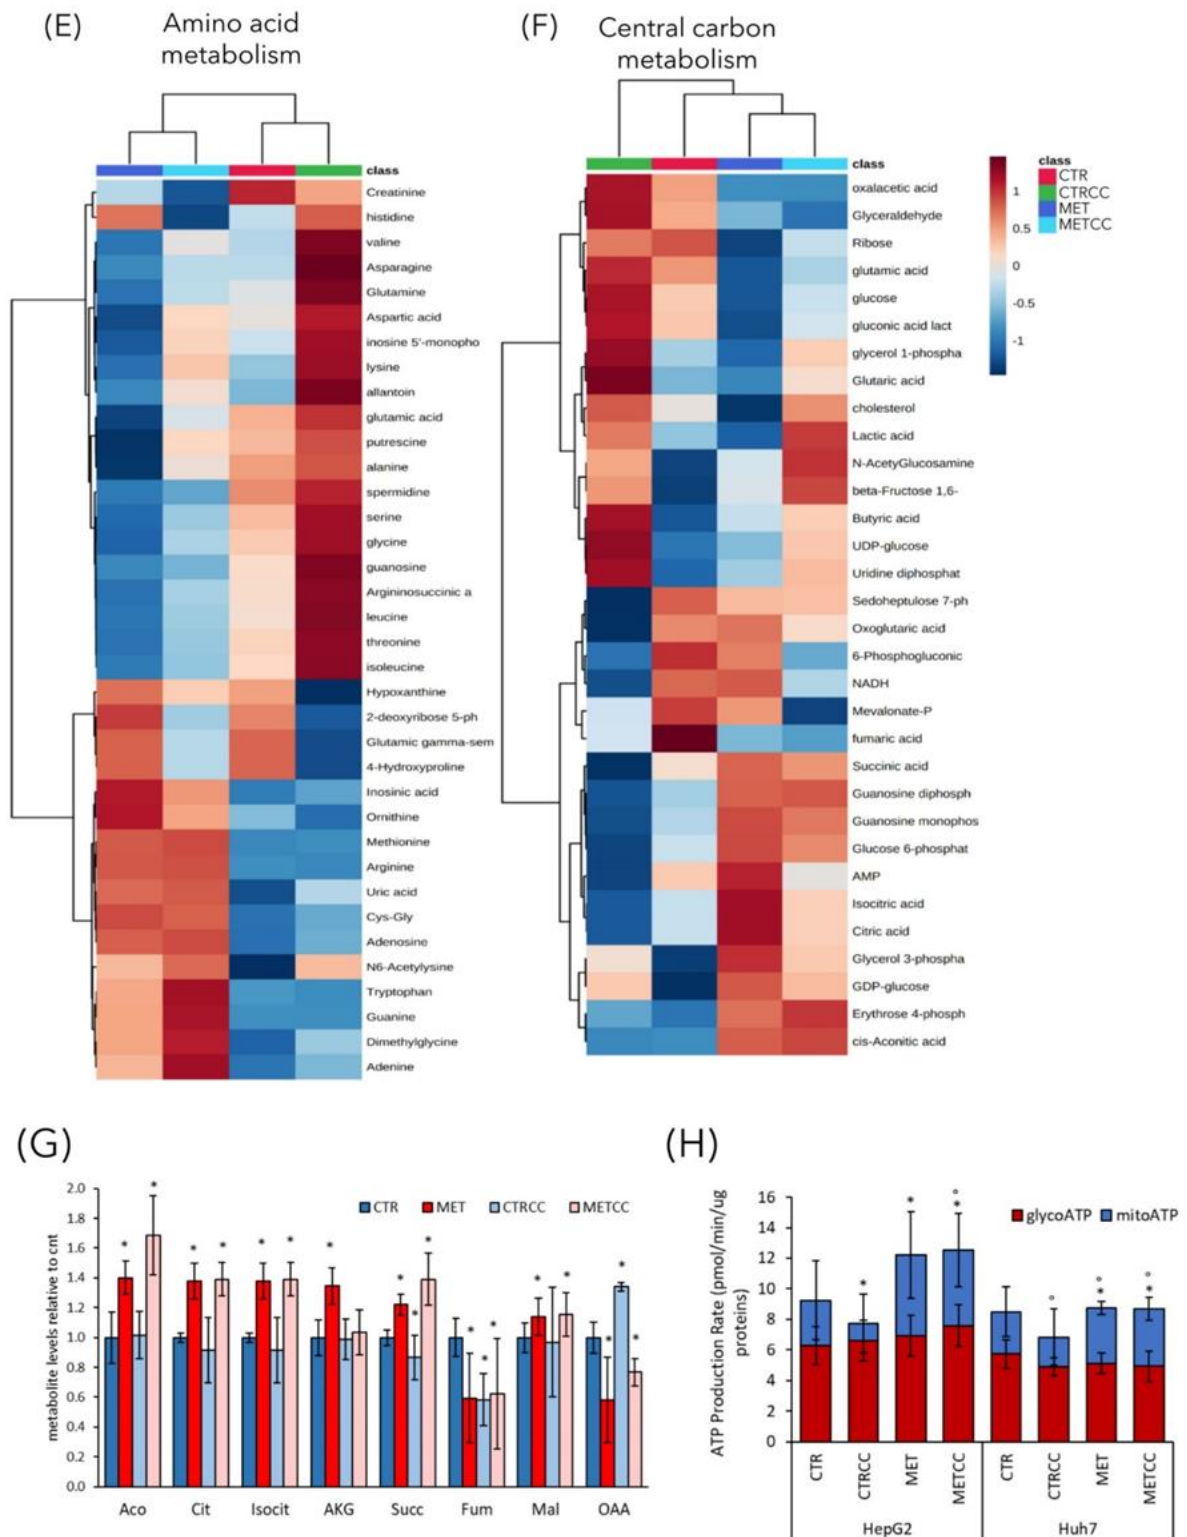 (E)
Amino acid
metabolism
class
Creatinine
histidine
valine
Asparagine
Glutamine
Aspartic acid
inosine 5'-monopho
lysine
allantoin
glutamic acid
putrescine
alanine
spermidine
serine
glycine
guanosine
Argininosuccinic a
leucine
threonine
isoleucine
Hypoxanthine
2-deoxyribose 5-ph
Glutamic gamma-sem
4-Hydroxyproline
Inosinic acid
Ornithine
Methionine
Arginine
Uric acid
Cys-Gly
Adenosine
N6-Acetylysine
Tryptophan
Guanine
Dimethylglycine
Adenine
(F)
Central carbon
metabolism
class
oxalacetic acid
Glyceraldehyde
Ribose
glutamic acid
glucose
gluconic acid lact
glycerol 1-phospha
Glutaric acid
cholesterol
Lactic acid
N-AcetyGlucosamine
beta-Fructose 1,6-
Butyric acid
UDP-glucose
Uridine diphosphat
Sedoheptulose 7-ph
Oxoglutaric acid
6-Phosphogluconic
NADH
Mevalonate-P
fumaric acid
Succinic acid
Guanosine diphosph
Guanosine monophos
Glucose 6-phosphat
AMP
Isocitric acid
Citric acid
Glycerol 3-phospha
GDP-glucose
Erythrose 4-phosph
cis-Aconitic acid
1
0.5
0
-0.5
-1
class
CTR
CTRCC
MET
METCC
(G)
metabolite levels relative to cnt
2.0
1.8
1.6
1.4
1.2
1.0
0.8
0.6
0.4
0.2
0.0
CTR MET CTRCC METCC
* * * * * * * * * * * * * * * * * *
Aco Cit Isocit AKG Succ Fum Mal OAA
(H)
ATP Production Rate (pmol/min/ug
proteins)
16
14
12
10
8
6
4
2
0
glycoATP mitoATP
* * ° * ° ° * ° *
CTR CTRCC MET METCC CTR CTRCC MET METCC
HepG2 Huh7